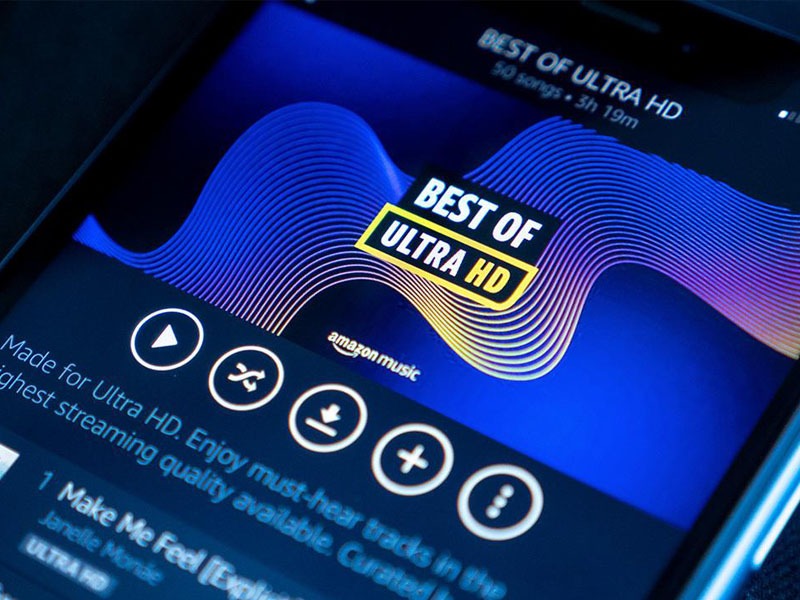 BEST OF ULTRA HD
50 songs • 3h 19m
BEST OF
ULTRA HD
amazon music
Made for Ultra HD. Enjoy must-hear tracks in the
ighest streaming quality available. Curated
1 Make Me Feel [Explic
Janelle Monáe
ULTRA HD